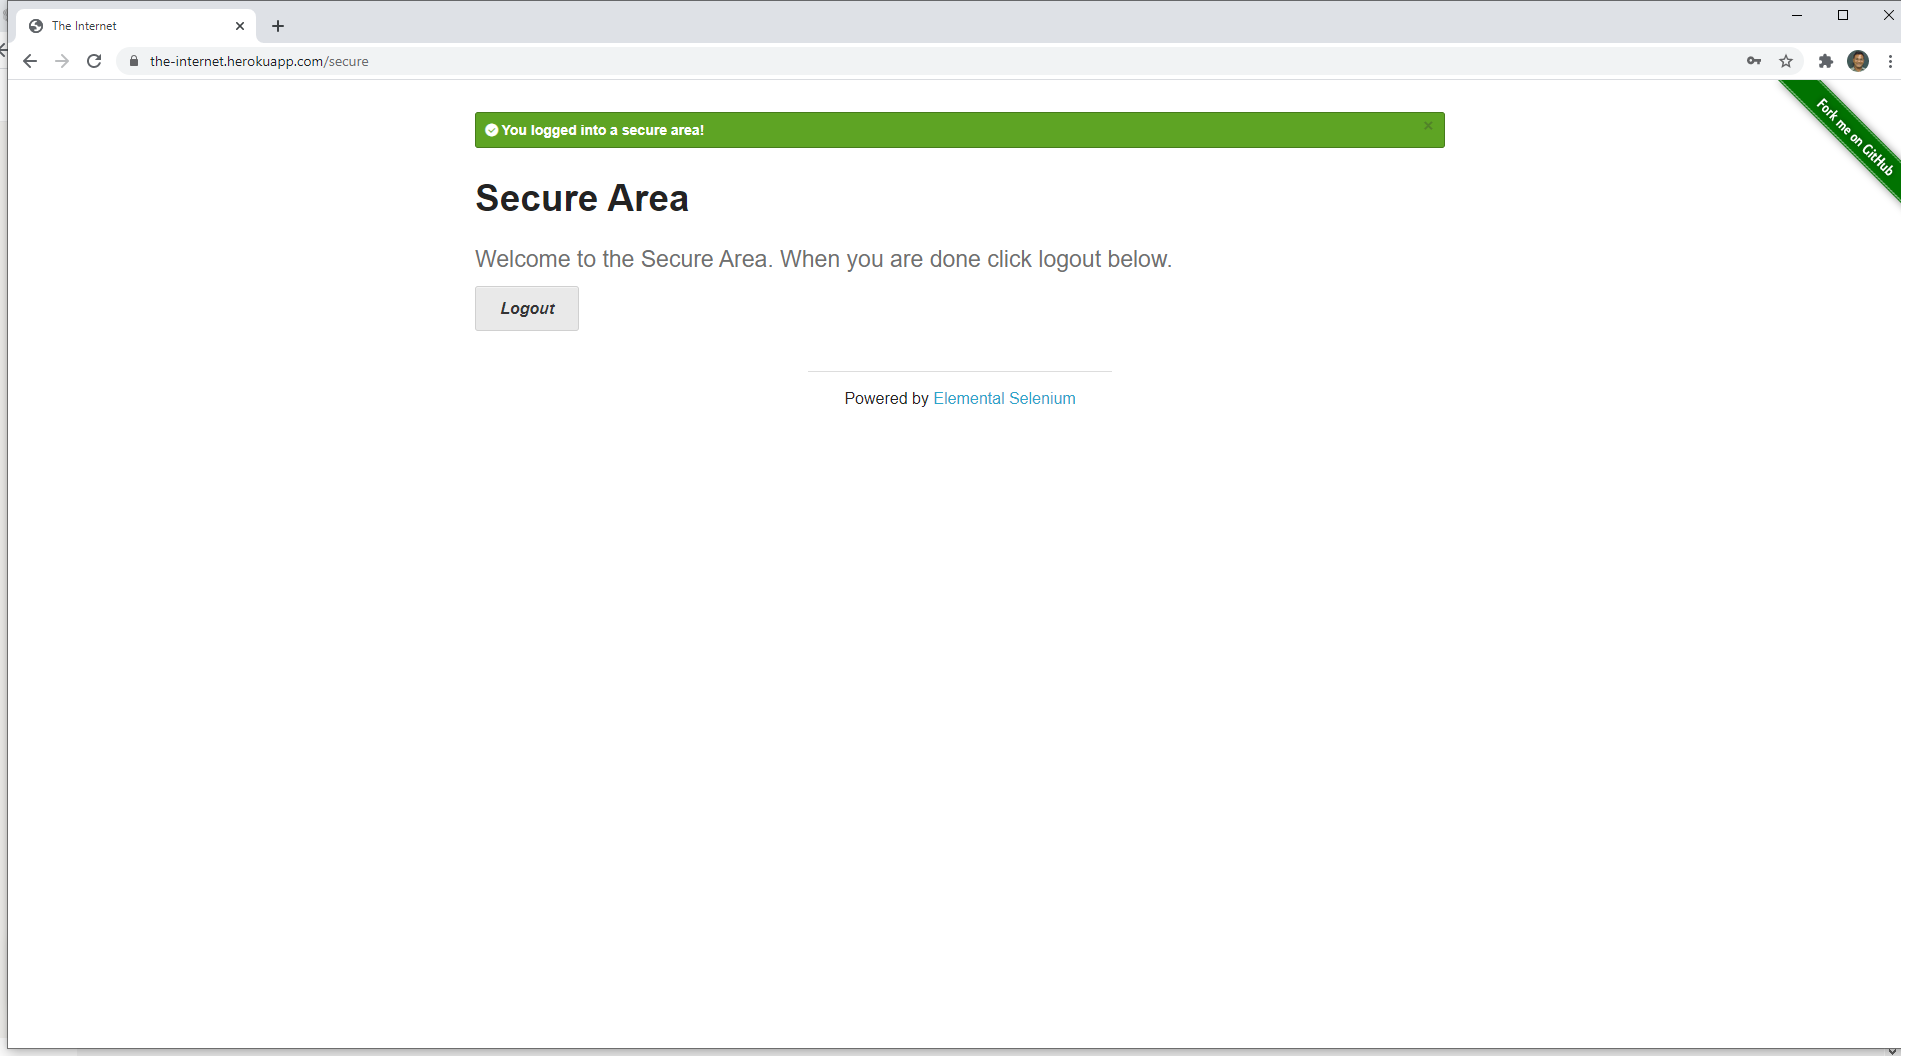 The Internet
the-internet.herokuapp.com/secure
Fork me on GitHub
You logged into a secure area!
×
Secure Area
Welcome to the Secure Area. When you are done click logout below.
Logout
Powered by Elemental Selenium